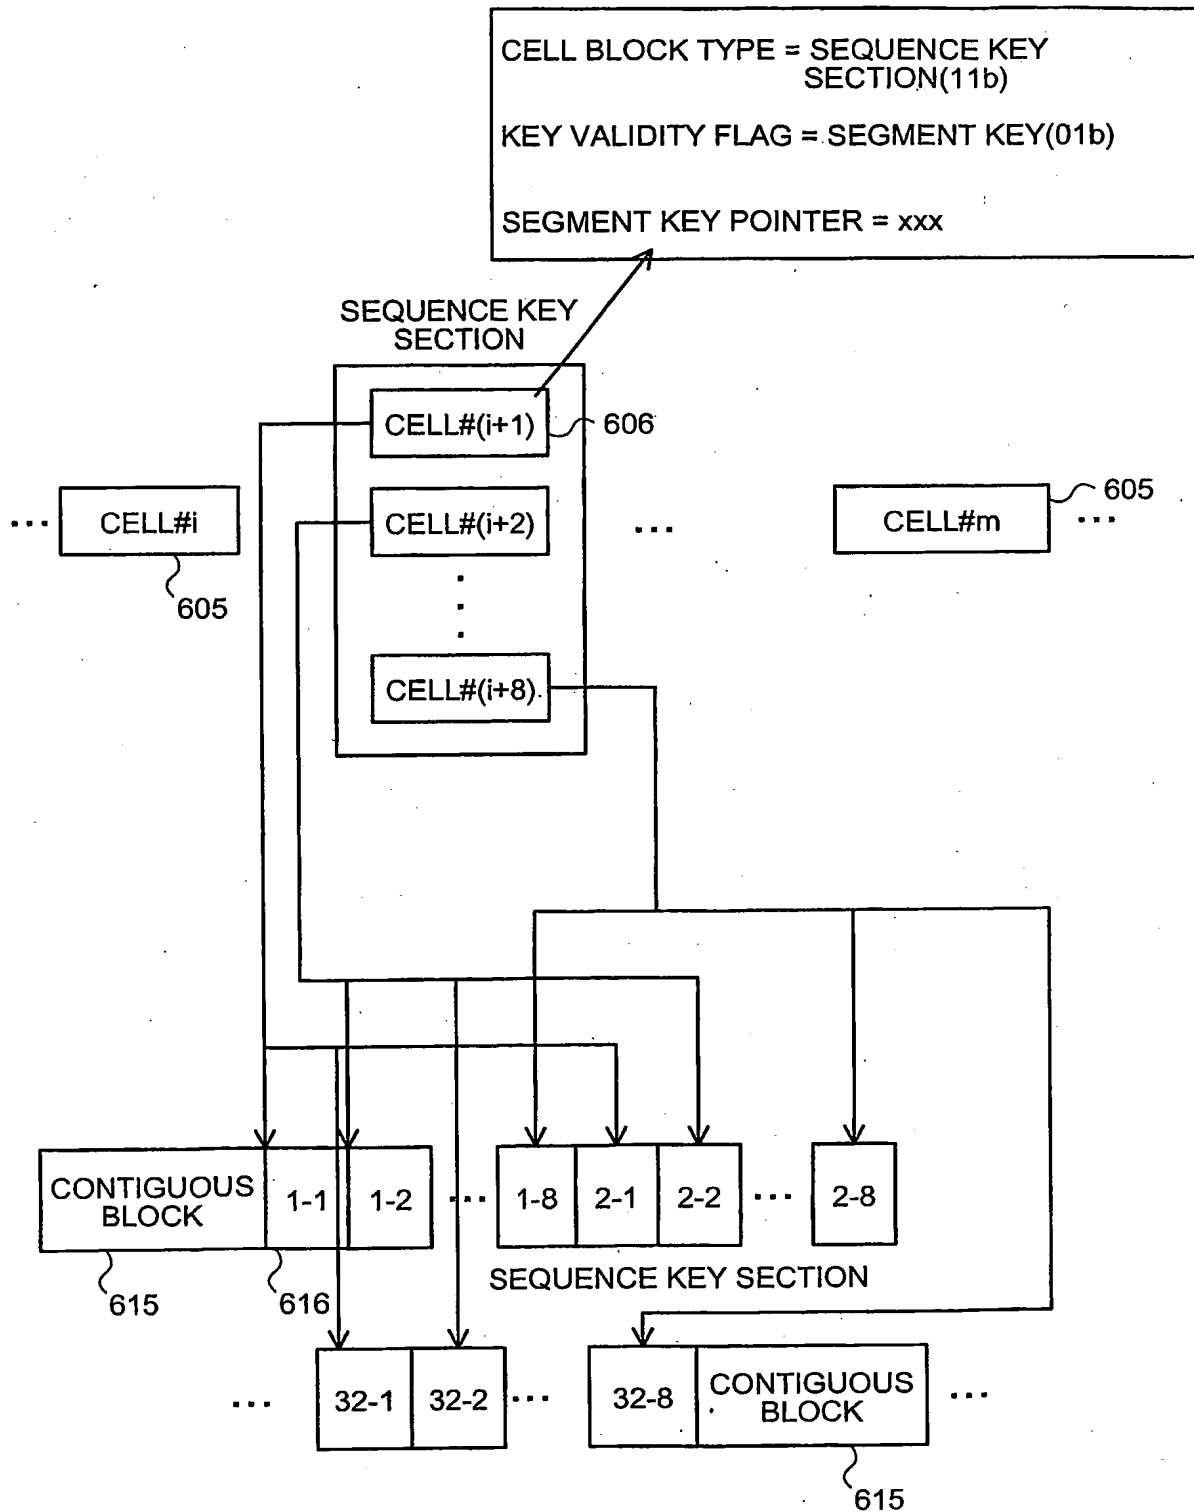 CELL BLOCK TYPE = SEQUENCE KEY
SECTION(11b)
KEY VALIDITY FLAG = SEGMENT KEY(01b)
SEGMENT KEY POINTER = xxx
SEQUENCE KEY
SECTION
CELL#(i+1)
606
... CELL#i
605
CELL#(i+2)
...
CELL#m
605
...
CELL#(i+8)
CONTIGUOUS
BLOCK
1-1
1-2
...
1-8
2-1
2-2
...
2-8
615
616
SEQUENCE KEY SECTION
...
32-1
32-2
...
32-8
CONTIGUOUS
BLOCK
...
615